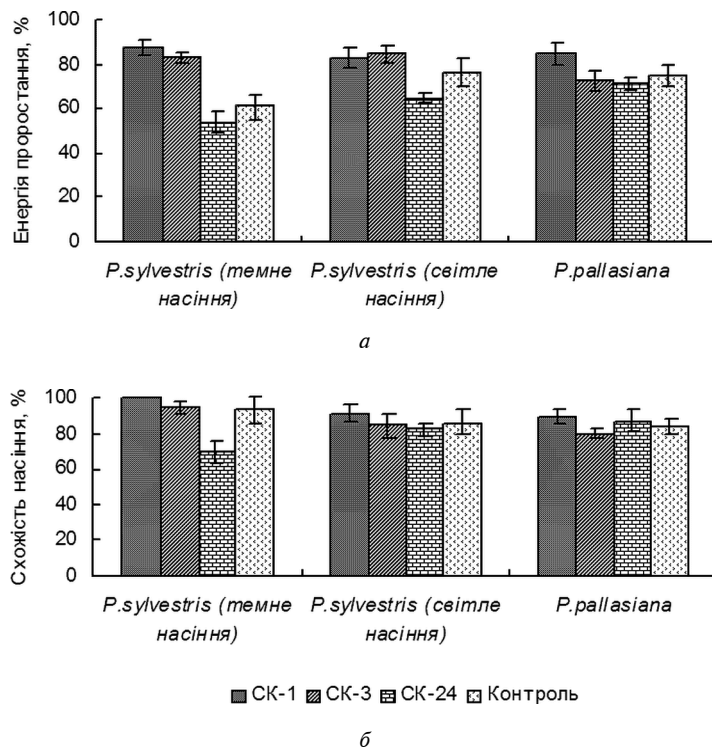 Енергія проростання, %
100
80
60
40
20
0
P.sylvestris (темне насіння)
P.sylvestris (світле насіння)
P.pallasiana
а
Схожість насіння, %
100
80
60
40
20
0
P.sylvestris (темне насіння)
P.sylvestris (світле насіння)
P.pallasiana
СК-1 СК-3 СК-24 Контроль
б